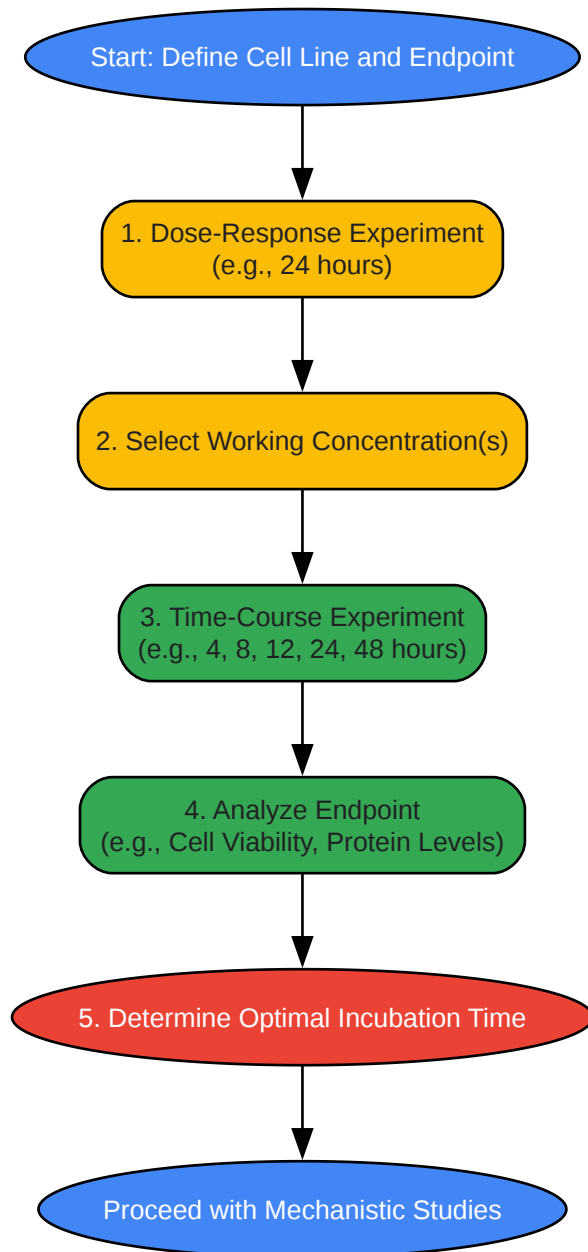 Start: Define Cell Line and Endpoint
1. Dose-Response Experiment
(e.g., 24 hours)
2. Select Working Concentration(s)
3. Time-Course Experiment
(e.g., 4, 8, 12, 24, 48 hours)
4. Analyze Endpoint
(e.g., Cell Viability, Protein Levels)
5. Determine Optimal Incubation Time
Proceed with Mechanistic Studies